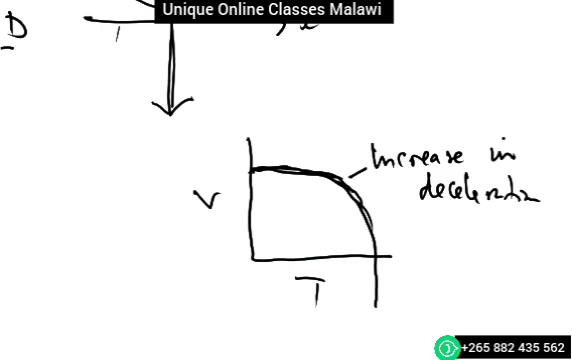 Unique Online Classes Malawi
D
Increase in
deceleration
V
T
+265 882 435 562